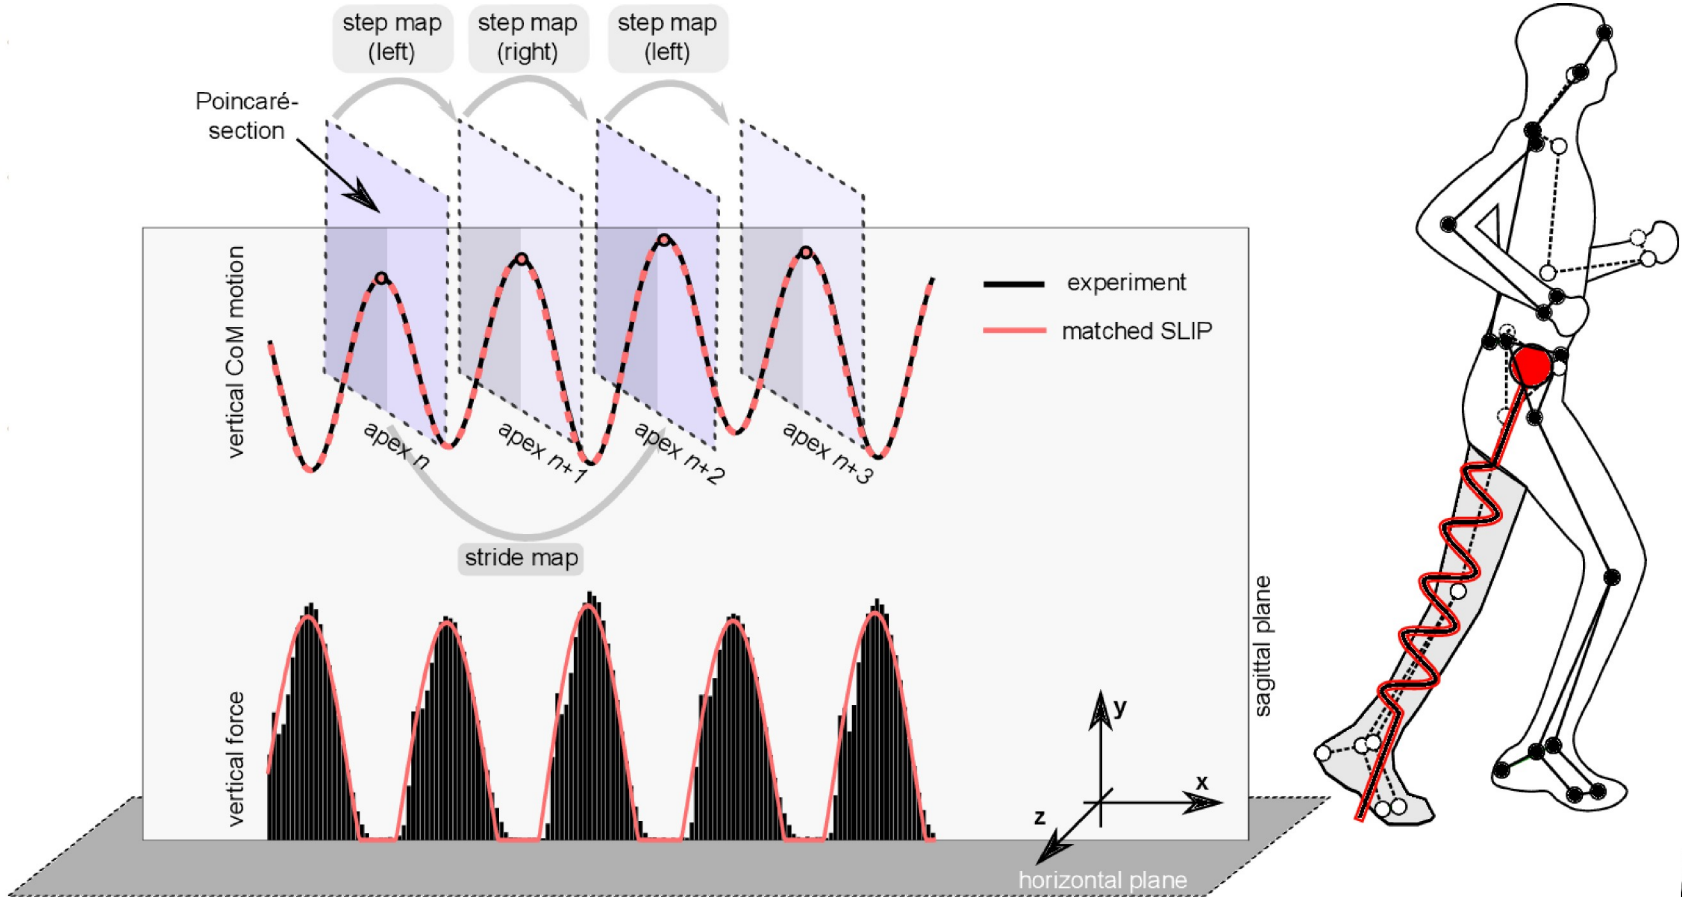 step map
(left)
step map
(right)
step map
(left)
Poincaré-
section
vertical CoM motion
experiment
matched SLIP
apex n
apex n+1
apex n+2
apex n+3
stride map
vertical force
sagittal plane
y
x
z
horizontal plane